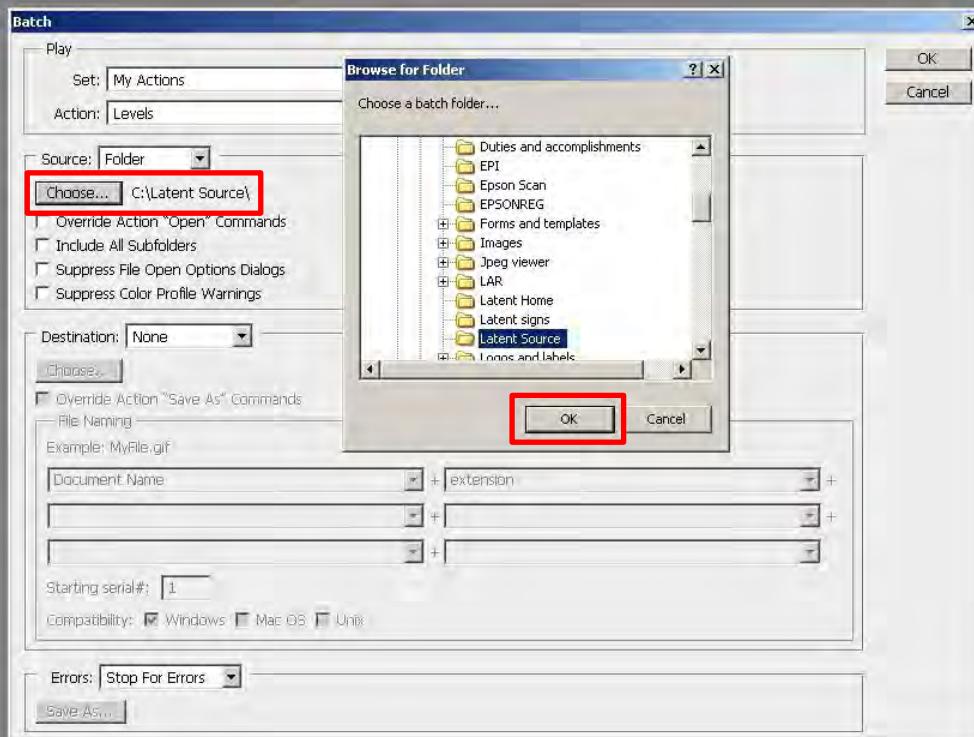 Batch
Play
Set: My Actions
Action: Levels
OK
Cancel
Source: Folder
Choose... C:\Latent Source\
Override Action "Open" Commands
Include All Subfolders
Suppress File Open Options Dialogs
Suppress Color Profile Warnings
Browse for Folder
Choose a batch folder...
Duties and accomplishments
EPI
Epson Scan
EPSONREG
Forms and templates
Images
Jpeg viewer
LAR
Latent Home
Latent signs
Latent Source
Logos and labels
OK Cancel
Destination: None
Choose...
Override Action "Save As" Commands
File Naming
Example: MyFile.gif
Document Name + extension +
+ +
+
Starting serial#: 1
Compatibility: Windows Mac OS Unix
Errors: Stop For Errors
Save As...